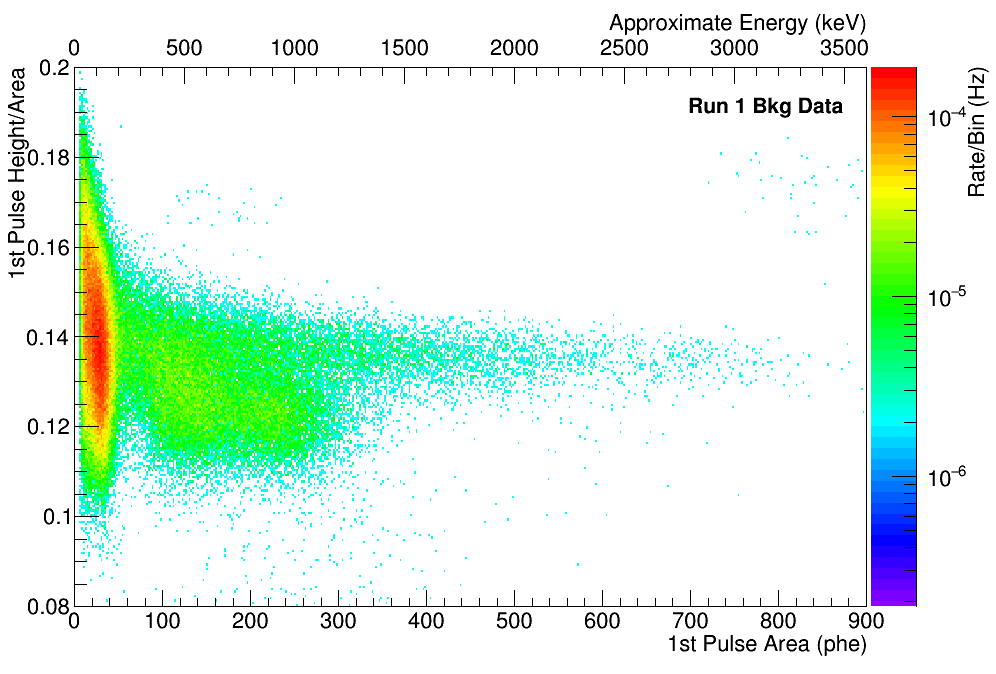 Approximate Energy (keV)
0 500 1000 1500 2000 2500 3000 3500
1st Pulse Height/Area
0.2
0.18
0.16
0.14
0.12
0.1
0.08
Run 1 Bkg Data
Rate/Bin (Hz)
10⁻⁴
10⁻⁵
10⁻⁶
0 100 200 300 400 500 600 700 800 900
1st Pulse Area (phe)